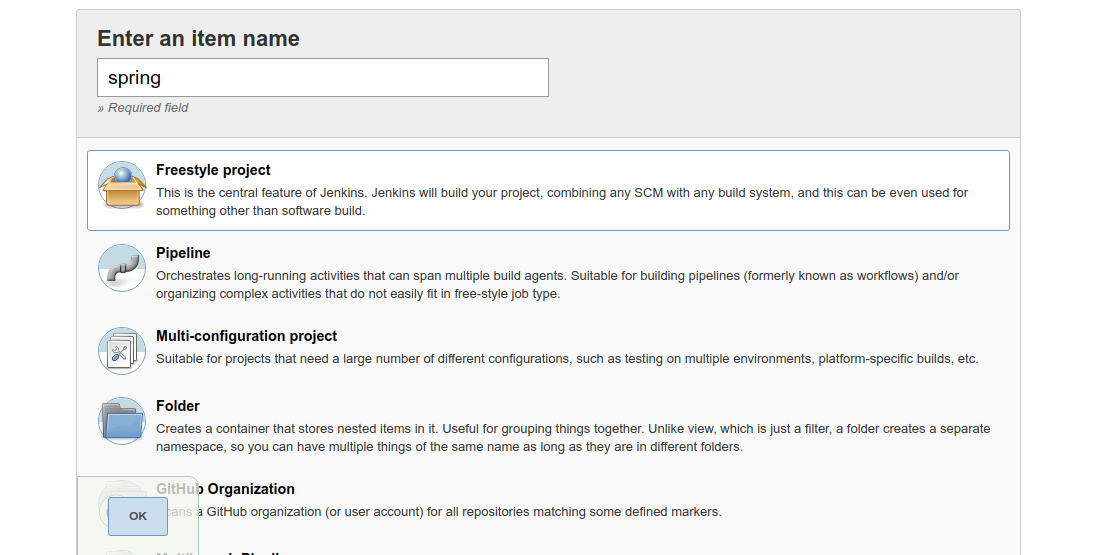 Enter an item name
spring
» Required field
Freestyle project
This is the central feature of Jenkins. Jenkins will build your project, combining any SCM with any build system, and this can be even used for
something other than software build.
Pipeline
Orchestrates long-running activities that can span multiple build agents. Suitable for building pipelines (formerly known as workflows) and/or
organizing complex activities that do not easily fit in free-style job type.
Multi-configuration project
Suitable for projects that need a large number of different configurations, such as testing on multiple environments, platform-specific builds, etc.
Folder
Creates a container that stores nested items in it. Useful for grouping things together. Unlike view, which is just a filter, a folder creates a separate
namespace, so you can have multiple things of the same name as long as they are in different folders.
GitHub Organization
a GitHub organization (or user account) for all repositories matching some defined markers.
OK